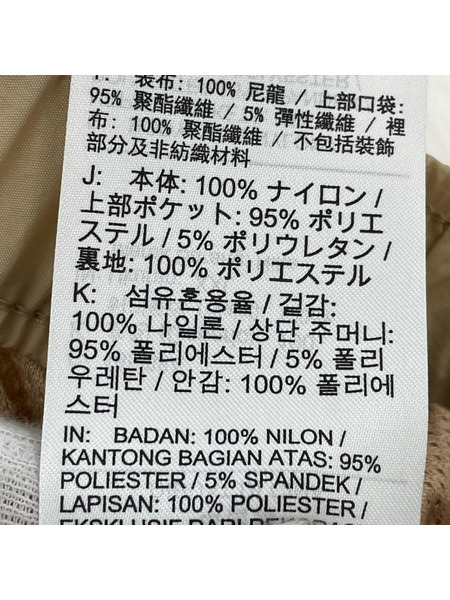 表布: 100% 尼龍 / 上部口袋:
95% 聚酯纖維 / 5% 彈性纖維 / 裡
布: 100% 聚酯纖維 / 不包括裝飾
部分及非紡織材料
J: 本体: 100% ナイロン /
上部ポケット: 95% ポリエ
ステル / 5% ポリウレタン /
裏地: 100% ポリエステル
K: 섬유혼용율 / 겉감:
100% 나일론 / 상단 주머니:
95% 폴리에스터 / 5% 폴리
우레탄 / 안감: 100% 폴리에
스터
IN: BADAN: 100% NILON /
KANTONG BAGIAN ATAS: 95%
POLIESTER / 5% SPANDEK /
LAPISAN: 100% POLIESTER /
EKSKLUSIF DARI